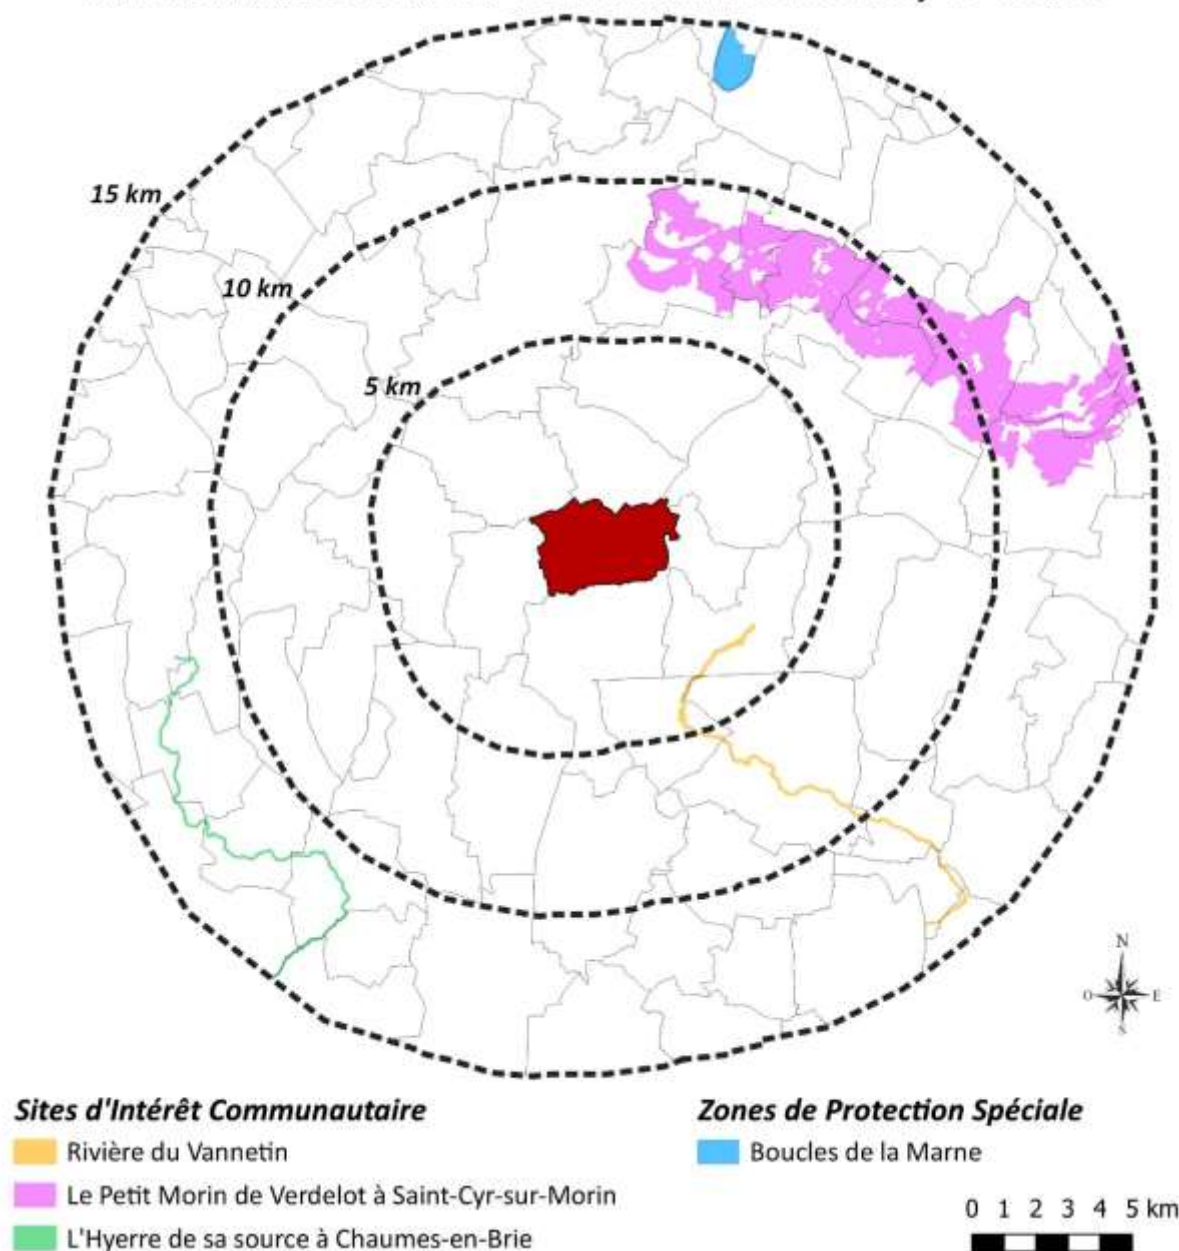 15 km
10 km
5 km
N
O E
S
Sites d'Intérêt Communautaire
Rivière du Vannetin
Le Petit Morin de Verdelot à Saint-Cyr-sur-Morin
L'Hyerre de sa source à Chaumes-en-Brie
Zones de Protection Spéciale
Boucles de la Marne
0 1 2 3 4 5 km